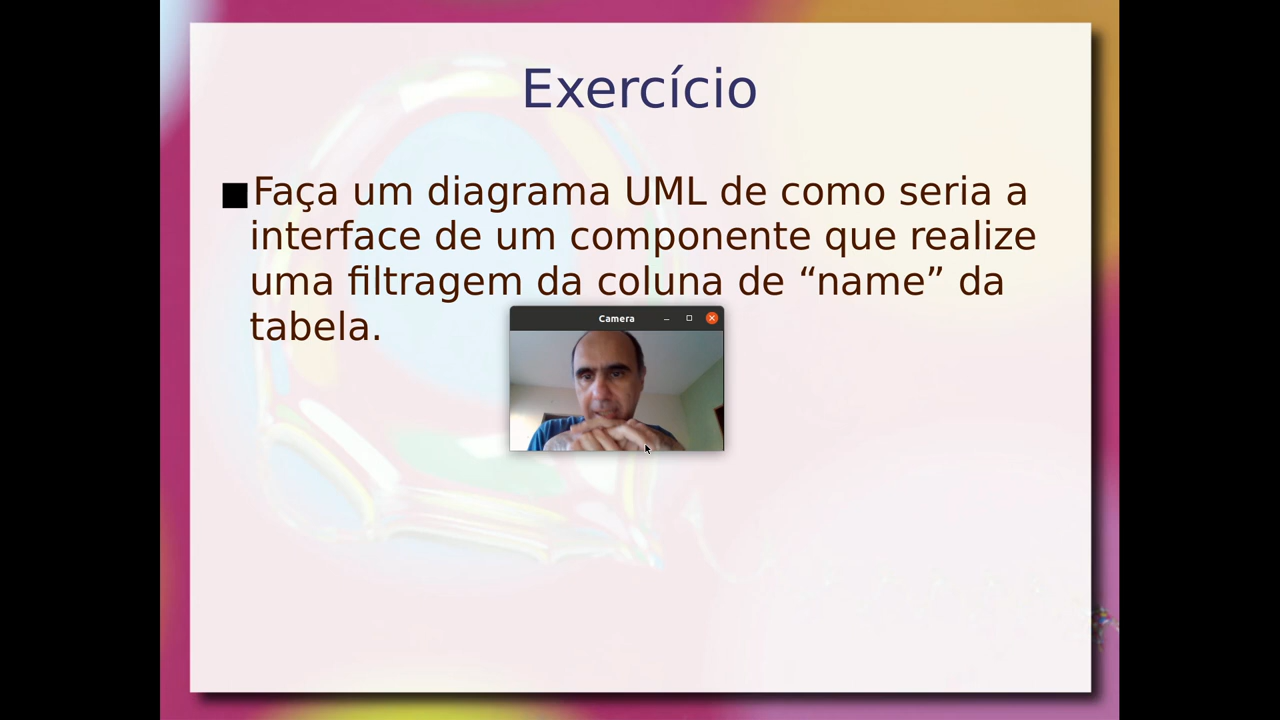 Exercício
Faça um diagrama UML de como seria a
interface de um componente que realize
uma filtragem da coluna de “name” da
tabela.
Camera